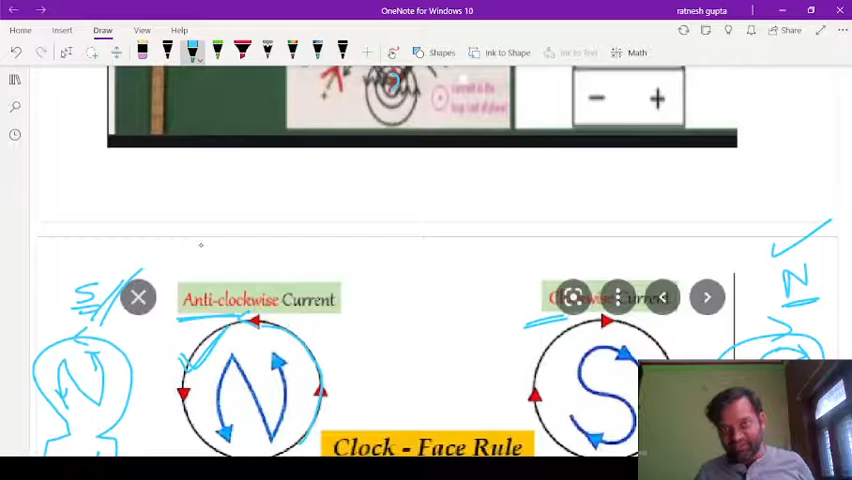 OneNote for Windows 10
ratnesh gupta
Home Insert Draw View Help
Shapes Ink to Shape Ink to Text Math Share
?
− +
S
N
Anti-clockwise Current
Current
N
N
S
Clock - Face Rule